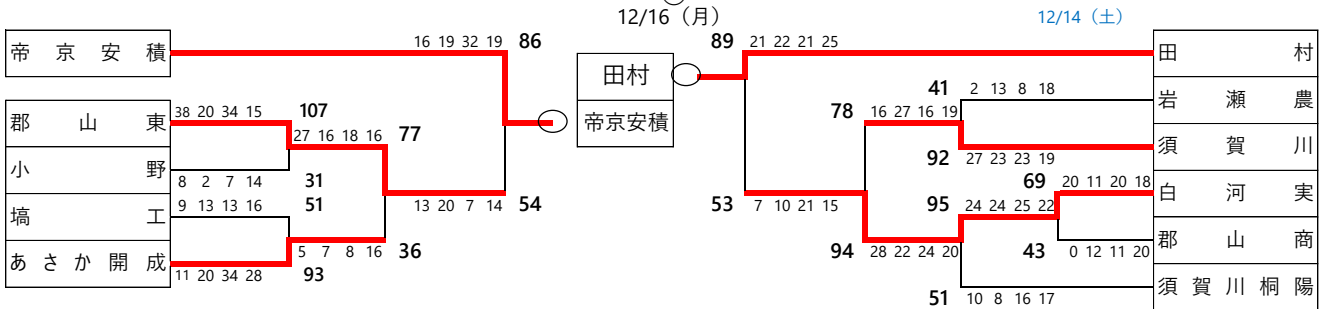 12/16（月）
12/14（土）
帝京安積
16 19 32 19
86
田村
帝京安積
89
21 22 21 25
田村
郡山東
38 20 34 15
107
27 16 18 16
77
小野
8 2 7 14
31
塙工
9 13 13 16
51
5 7 8 16
36
あさか開成
11 20 34 28
93
13 20 7 14
54
41
2 13 8 18
岩瀬農
78
16 27 16 19
92
27 23 23 19
須賀川
69
20 11 20 18
白河実
53
7 10 21 15
95
24 24 25 22
94
28 22 24 20
43
0 12 11 20
郡山商
51
10 8 16 17
須賀川桐陽